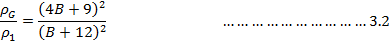 ρ_G/ρ_1 = (4B + 9)²/(B + 12)² … … … … … … … … … … 3.2